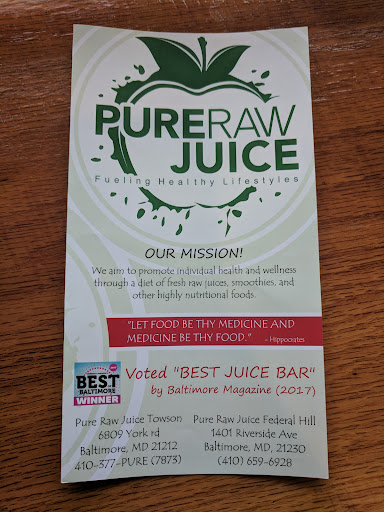 PURERAW
JUICE
Fueling Healthy Lifestyles
OUR MISSION!
We aim to promote individual health and wellness
through a diet of fresh raw juices, smoothies, and
other highly nutritional foods.
"LET FOOD BE THY MEDICINE AND
MEDICINE BE THY FOOD." - Hippocrates
BEST
BALTIMORE
WINNER
Voted "BEST JUICE BAR"
by Baltimore Magazine (2017)
Pure Raw Juice Towson
6809 York rd
Baltimore, MD 21212
410-377-PURE (7873)
Pure Raw Juice Federal Hill
1401 Riverside Ave
Baltimore, MD, 21230
(410) 659-6928